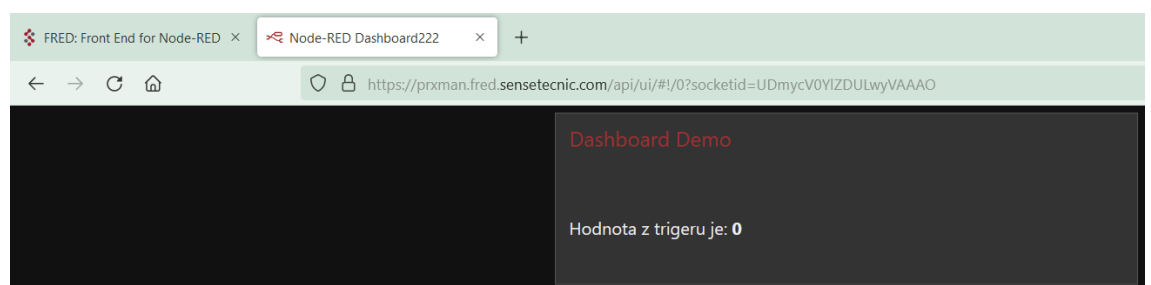 FRED: Front End for Node-RED
Node-RED Dashboard222
https://prxman.fred.sensetecnic.com/api/ui/#!/0?socketid=UDmycV0YlZDULwyVAAAO
Dashboard Demo
Hodnota z trigeru je: 0